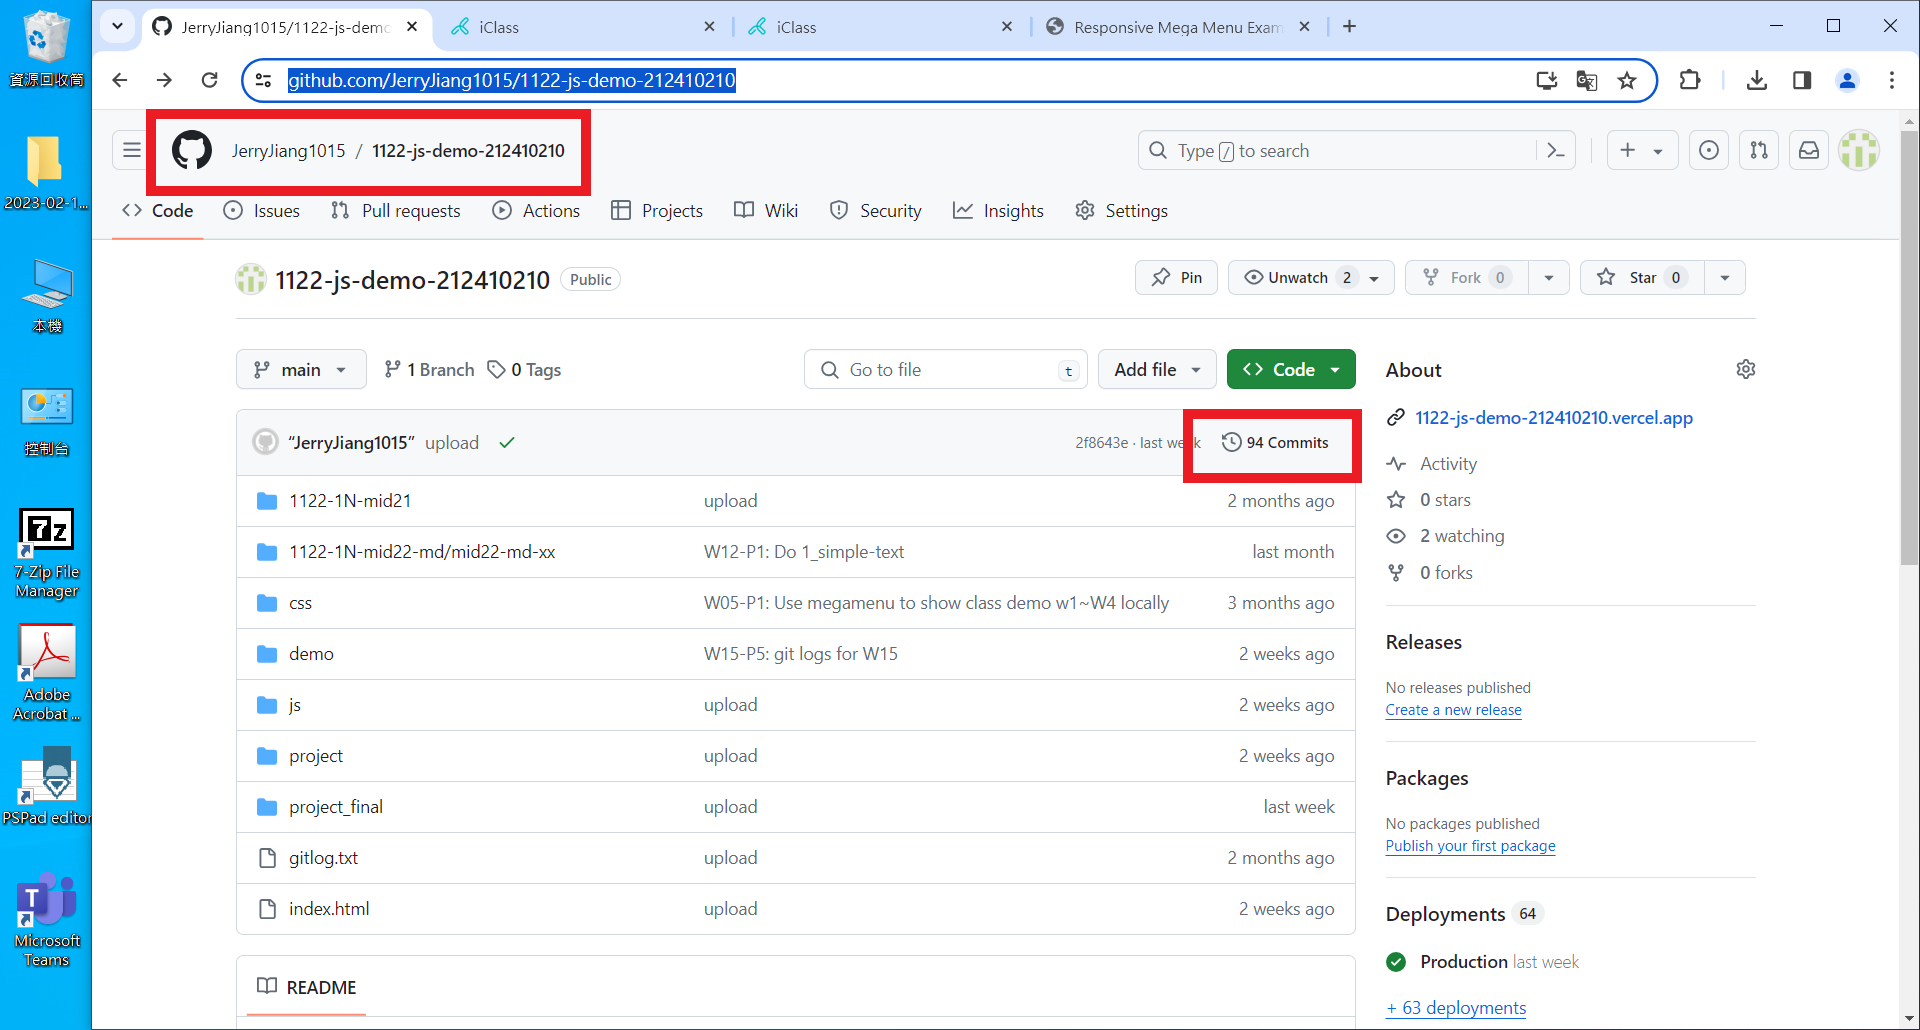 資源回收筒
2023-02-1...
本機
控制台
7-Zip File
Manager
Adobe
Acrobat ...
PSPad editor
Microsoft
Teams
JerryJiang1015/1122-js-demo
iClass
iClass
Responsive Mega Menu Exam
github.com/JerryJiang1015/1122-js-demo-212410210
JerryJiang1015 / 1122-js-demo-212410210
Type / to search
Code
Issues
Pull requests
Actions
Projects
Wiki
Security
Insights
Settings
1122-js-demo-212410210 Public
Pin
Unwatch 2
Fork 0
Star 0
main
1 Branch
0 Tags
Go to file t
Add file
Code
"JerryJiang1015" upload 2f8643e · last week 94 Commits
1122-1N-mid21 upload 2 months ago
1122-1N-mid22-md/mid22-md-xx W12-P1: Do 1_simple-text last month
css W05-P1: Use megamenu to show class demo w1~W4 locally 3 months ago
demo W15-P5: git logs for W15 2 weeks ago
js upload 2 weeks ago
project upload 2 weeks ago
project_final upload last week
gitlog.txt upload 2 months ago
index.html upload 2 weeks ago
README
About
1122-js-demo-212410210.vercel.app
Activity
0 stars
2 watching
0 forks
Releases
No releases published
Create a new release
Packages
No packages published
Publish your first package
Deployments 64
Production last week
+ 63 deployments